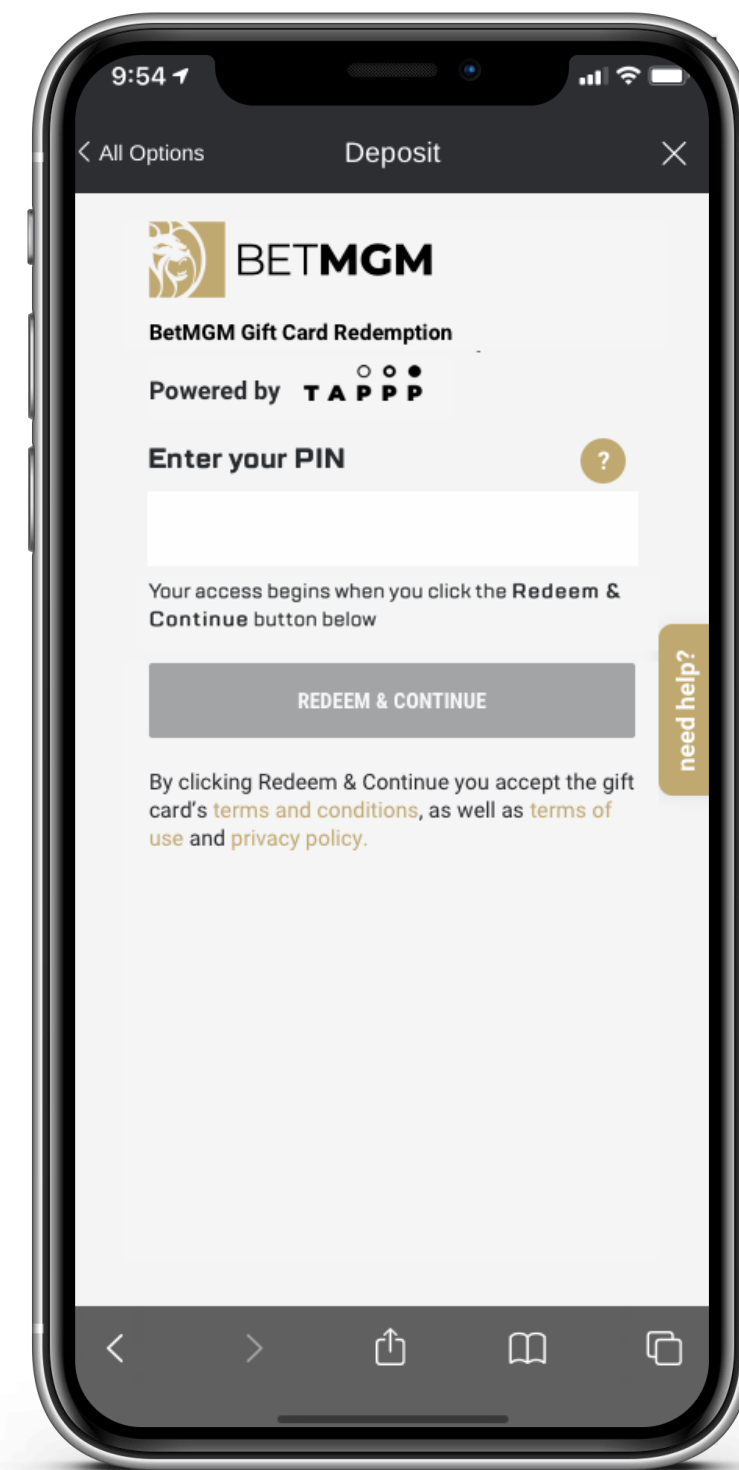 9:54
All Options Deposit
BETMGM
BetMGM Gift Card Redemption
Powered by TAPPP
Enter your PIN ?
Your access begins when you click the Redeem &
Continue button below
REDEEM & CONTINUE
need help?
By clicking Redeem & Continue you accept the gift
card's terms and conditions, as well as terms of
use and privacy policy.